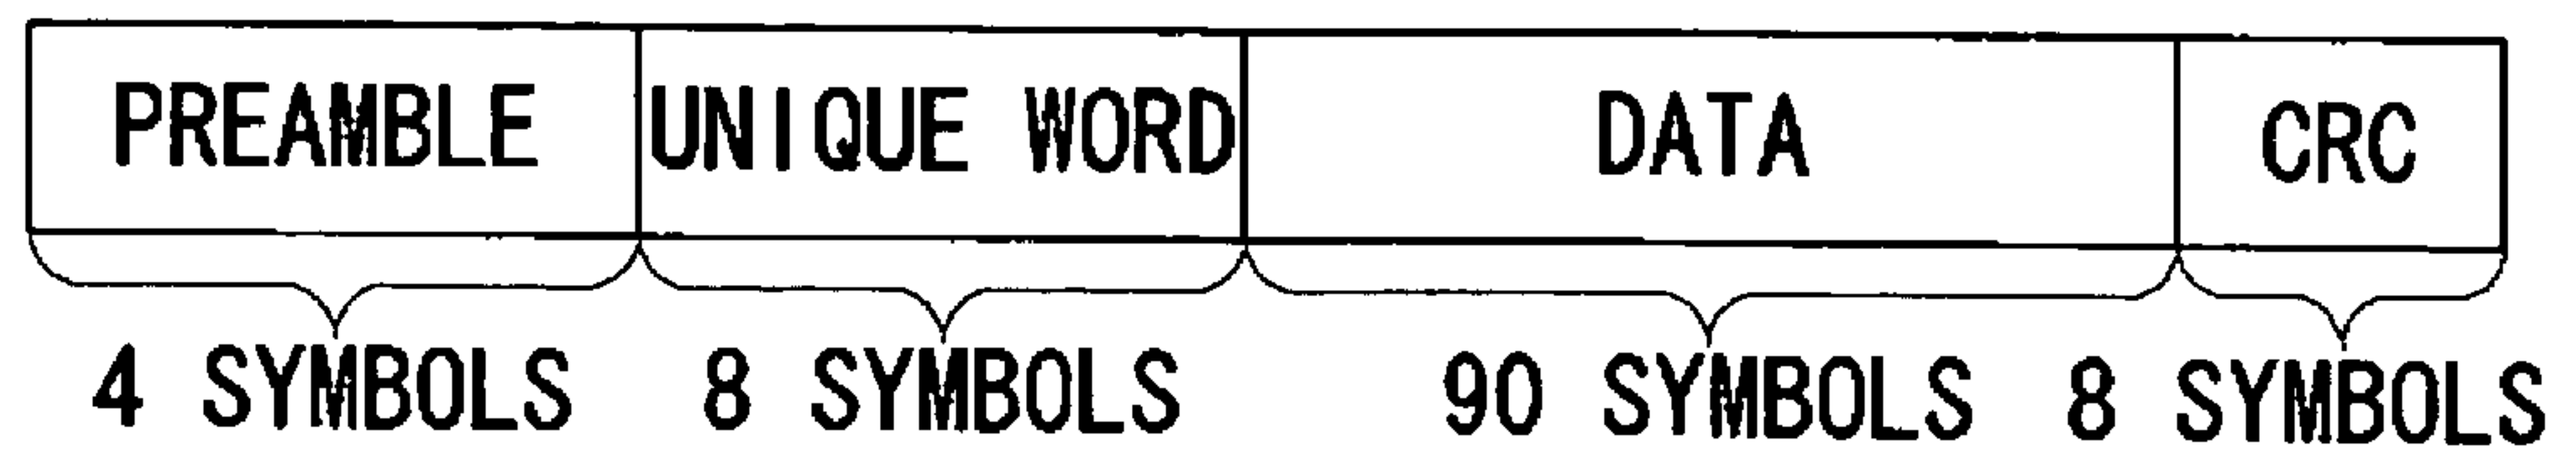 PREAMBLE UNIQUE WORD DATA CRC
4 SYMBOLS 8 SYMBOLS 90 SYMBOLS 8 SYMBOLS